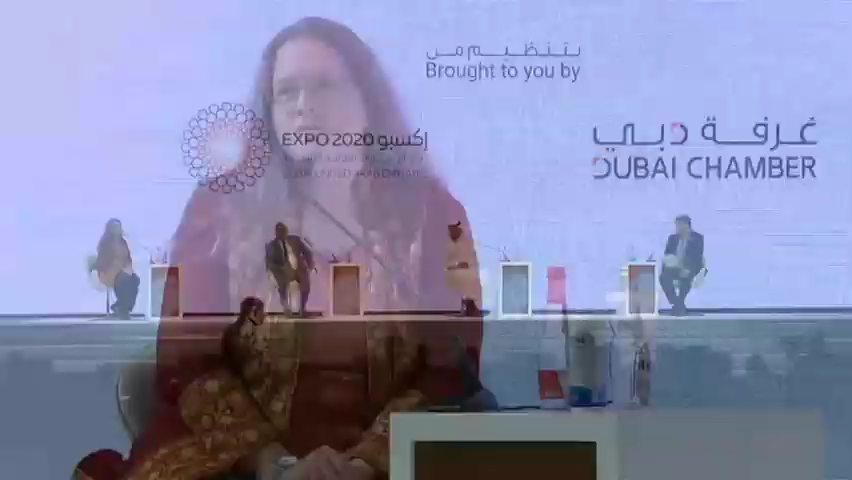 بتنظيم من
Brought to you by
EXPO 2020 إكسبو
غرفة دبي
DUBAI CHAMBER